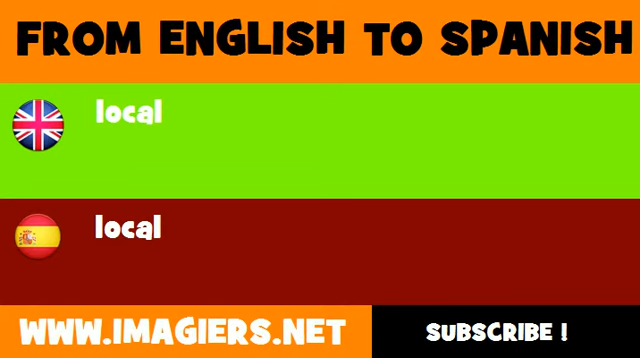 FROM ENGLISH TO SPANISH
local
local
WWW.IMAGIERS.NET
SUBSCRIBE !